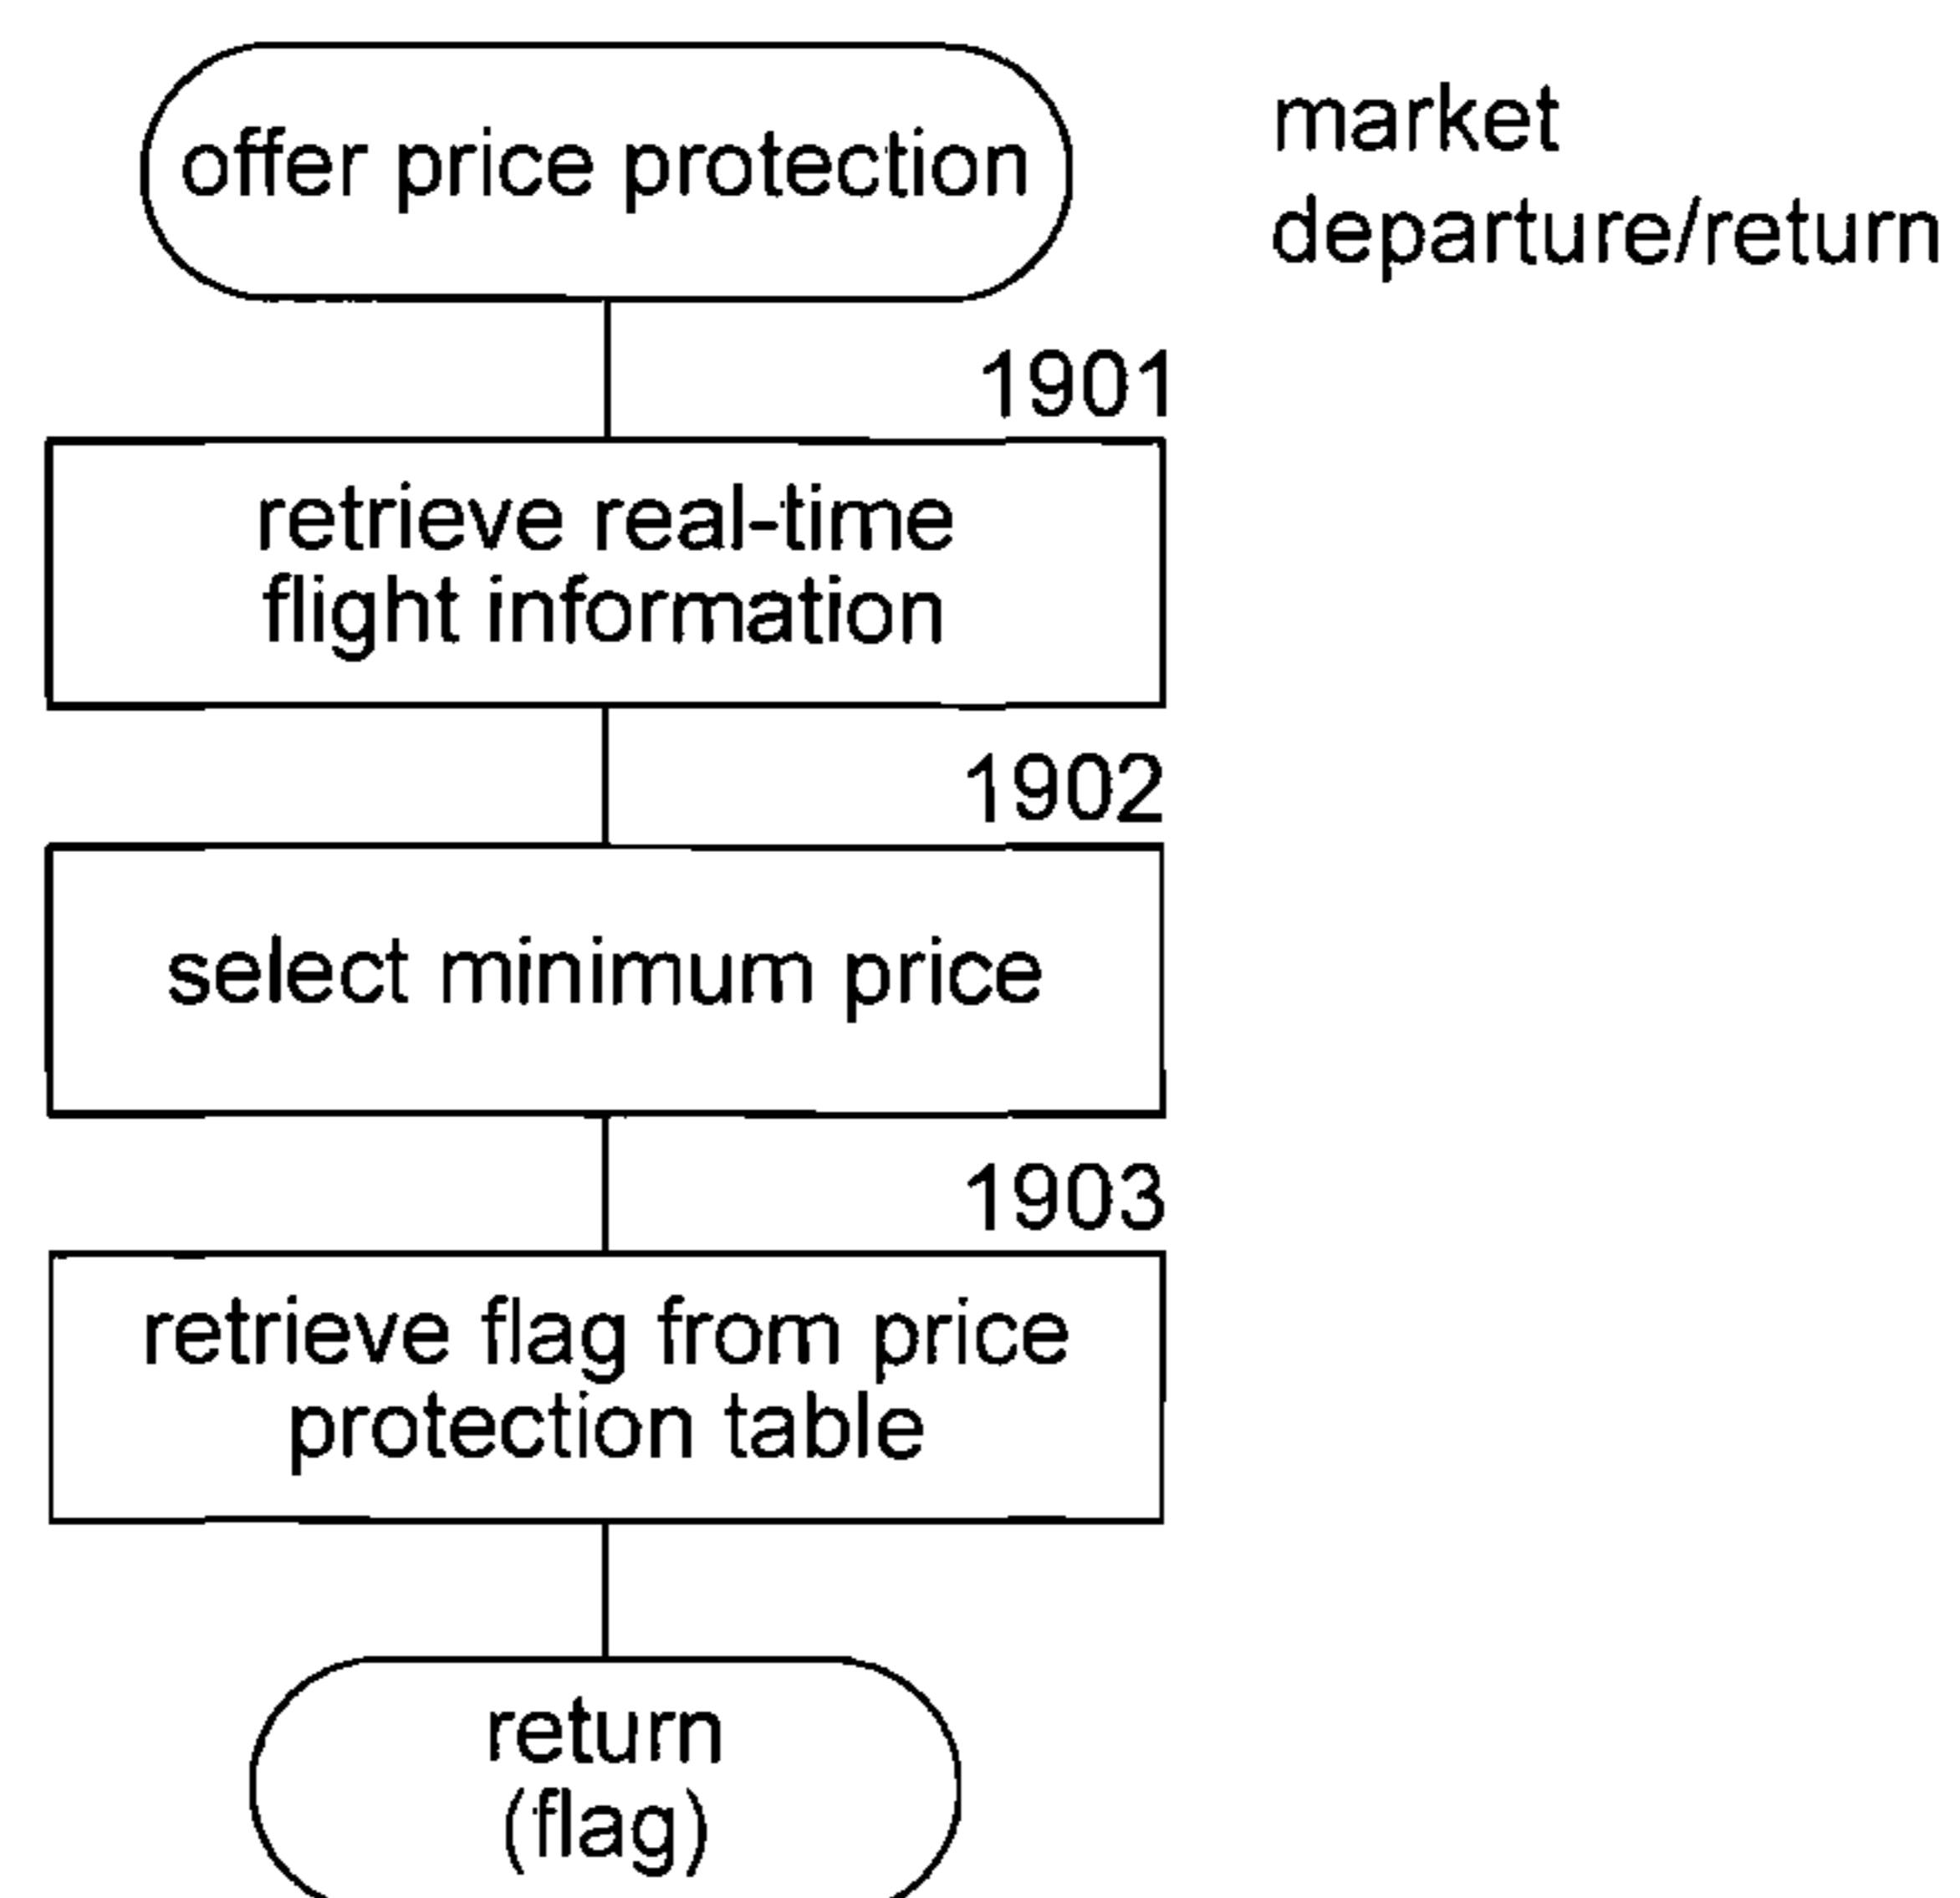 offer price protection
market
departure/return
1901
retrieve real-time
flight information
1902
select minimum price
1903
retrieve flag from price
protection table
return
(flag)